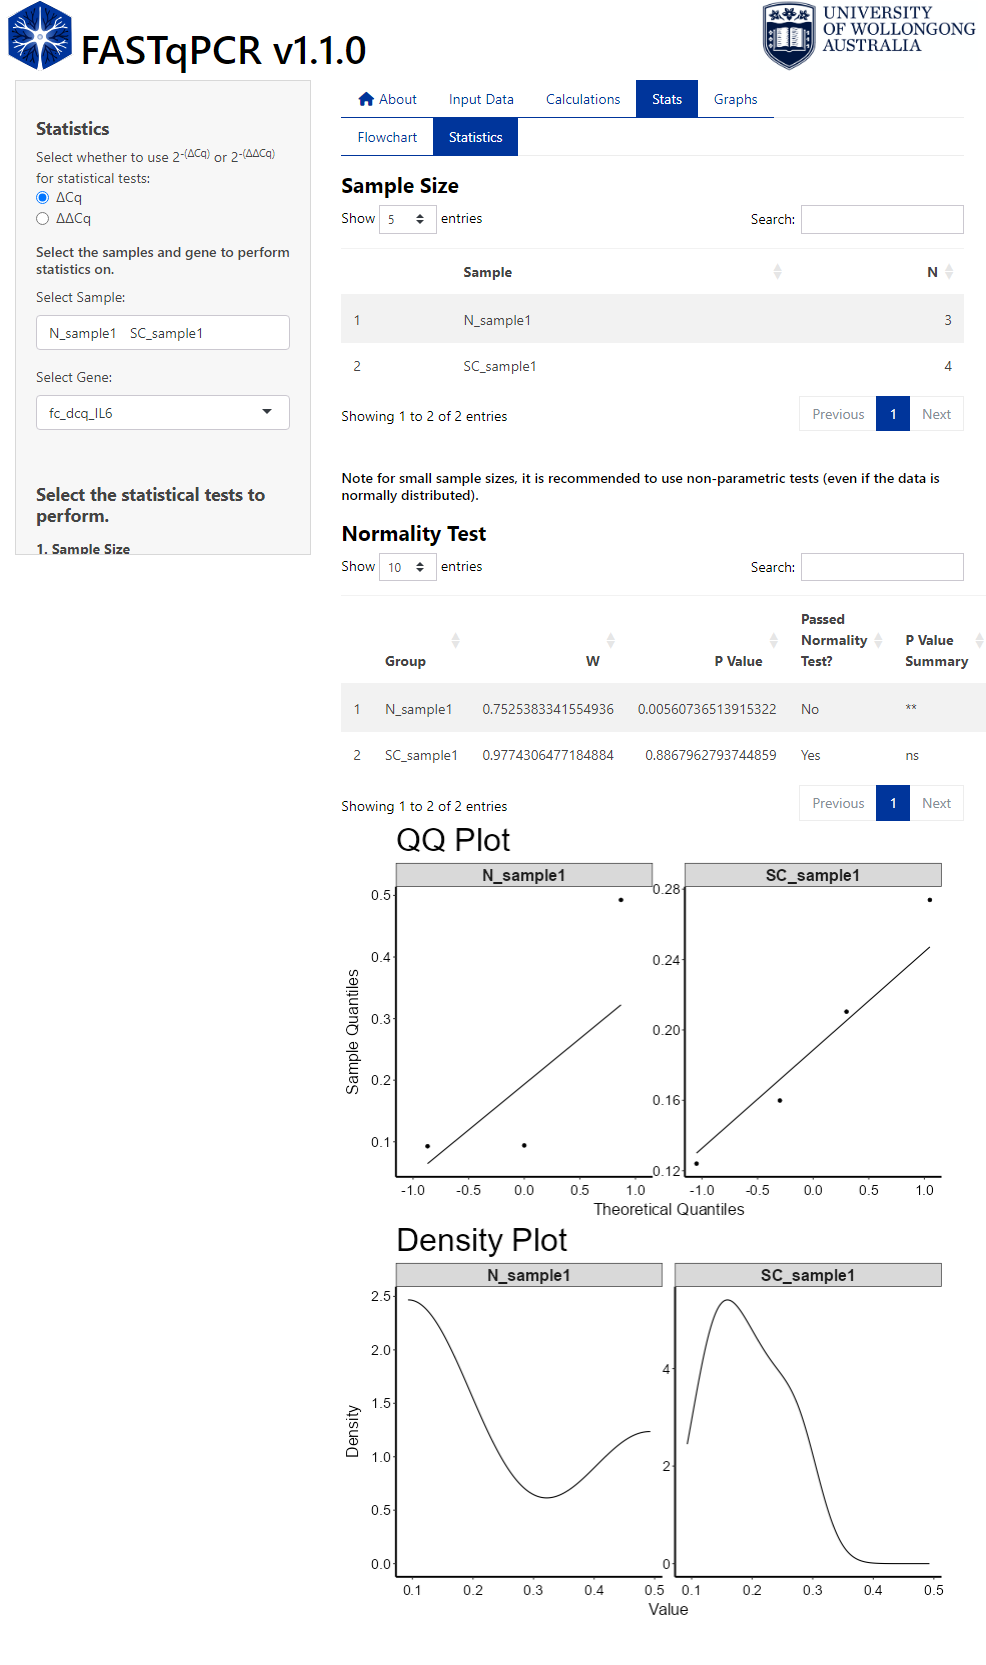 FASTqPCR v1.1.0
UNIVERSITY
OF WOLLONGONG
AUSTRALIA
Statistics
Select whether to use 2-(ΔCq) or 2-(ΔΔCq)
for statistical tests:
ΔCq
ΔΔCq
Select the samples and gene to perform
statistics on.
Select Sample:
N_sample1 SC_sample1
Select Gene:
fc_dcq_IL6
Select the statistical tests to
perform.
1. Sample Size
About Input Data Calculations Stats Graphs
Flowchart Statistics
Sample Size
Show 5 entries Search:
Sample N
1 N_sample1 3
2 SC_sample1 4
Showing 1 to 2 of 2 entries Previous 1 Next
Note for small sample sizes, it is recommended to use non-parametric tests (even if the data is
normally distributed).
Normality Test
Show 10 entries Search:
Group W P Value Passed Normality Test? P Value Summary
1 N_sample1 0.7525383341554936 0.00560736513915322 No **
2 SC_sample1 0.9774306477184884 0.8867962793744859 Yes ns
Showing 1 to 2 of 2 entries Previous 1 Next
QQ Plot
N_sample1 SC_sample1
0.5
0.4
0.3
0.2
0.1
0.28
0.24
0.20
0.16
0.12
Sample Quantiles
-1.0 -0.5 0.0 0.5 1.0 -1.0 -0.5 0.0 0.5 1.0
Theoretical Quantiles
Density Plot
N_sample1 SC_sample1
2.5
2.0
1.5
1.0
0.5
0.0
4
2
0
Density
0.1 0.2 0.3 0.4 0.5 0.1 0.2 0.3 0.4 0.5
Value